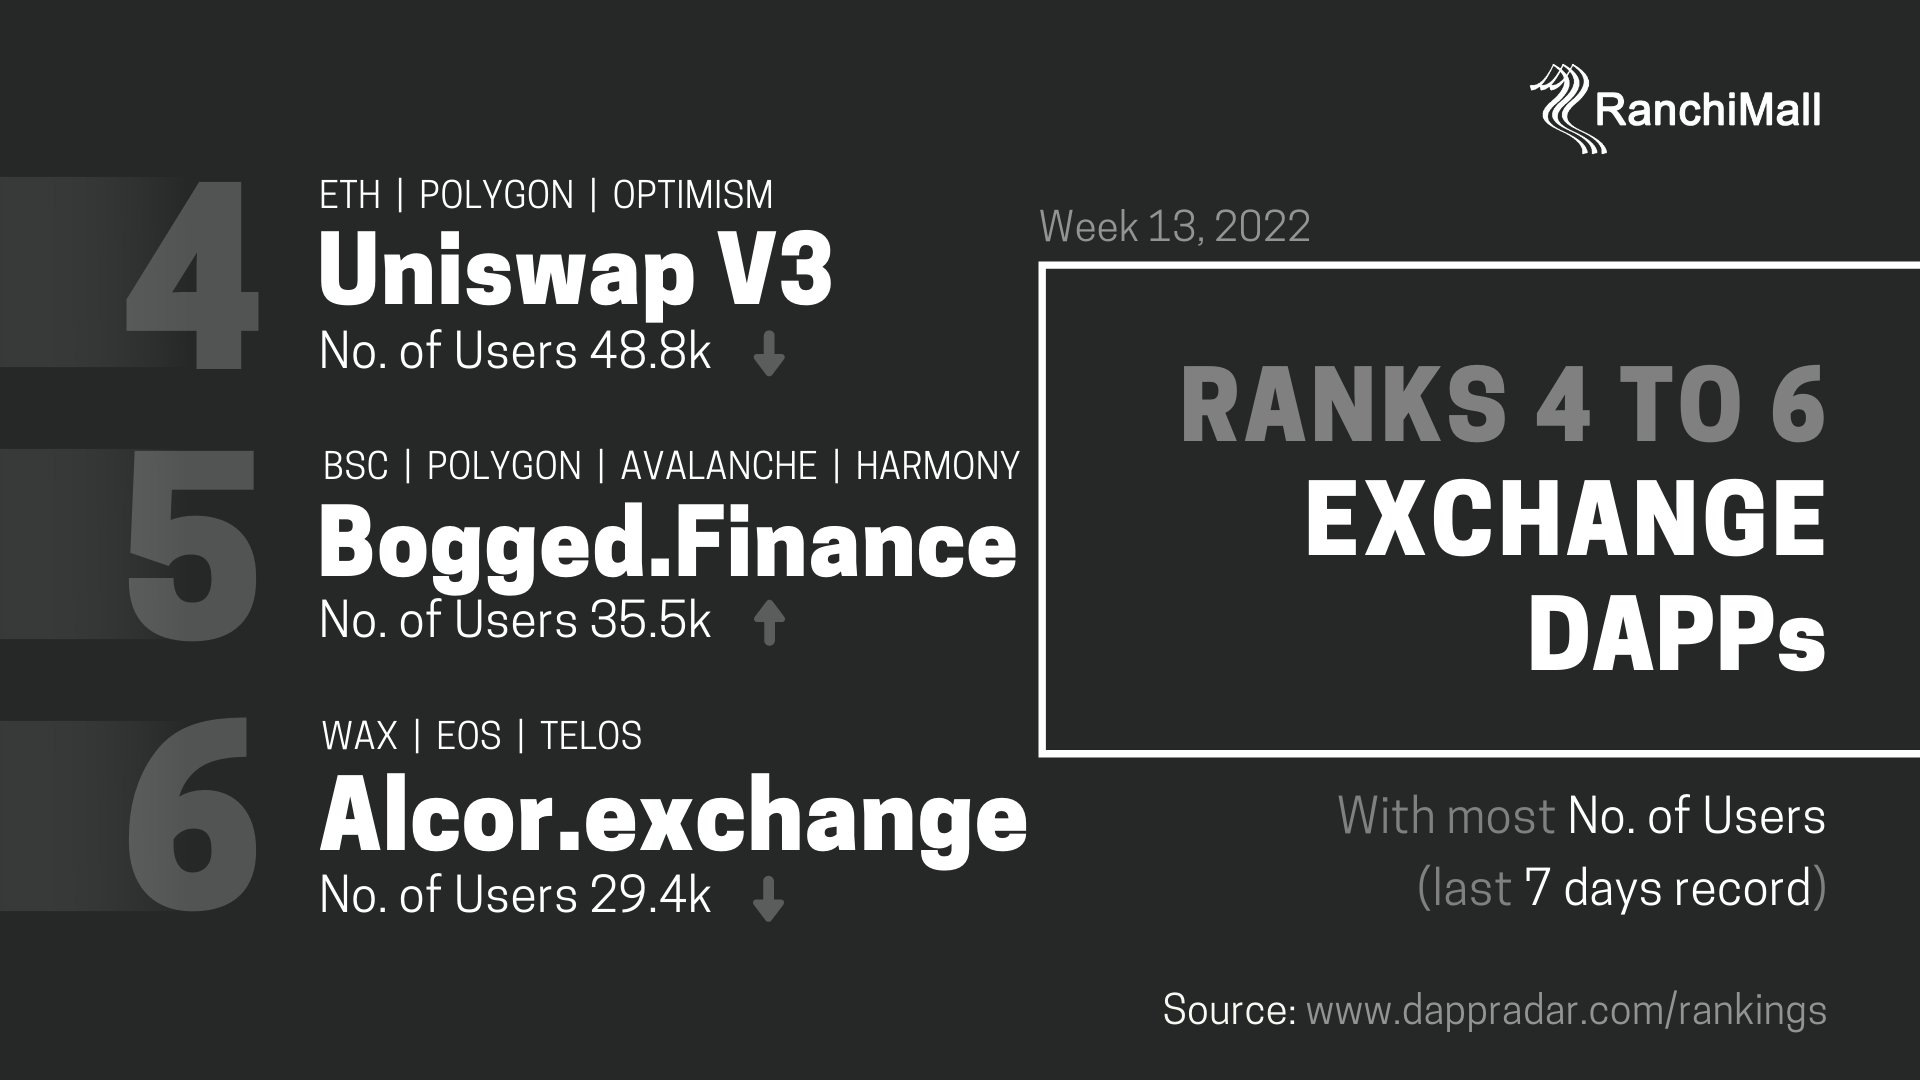 RanchiMall
4
ETH | POLYGON | OPTIMISM
Uniswap V3
No. of Users 48.8k
5
BSC | POLYGON | AVALANCHE | HARMONY
Bogged.Finance
No. of Users 35.5k
6
WAX | EOS | TELOS
Alcor.exchange
No. of Users 29.4k
Week 13, 2022
RANKS 4 TO 6
EXCHANGE
DAPPs
With most No. of Users
(last 7 days record)
Source: www.dappradar.com/rankings